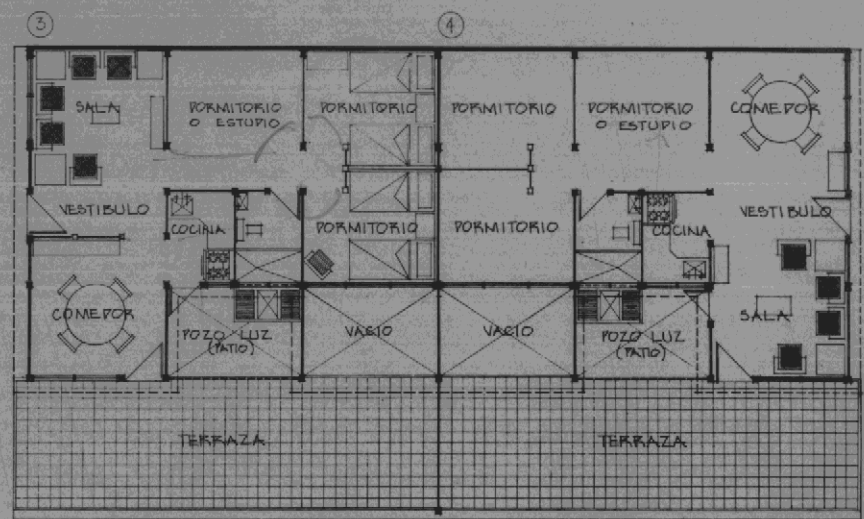 3
4
SALA
DORMITORIO
O ESTUDIO
DORMITORIO
DORMITORIO
DORMITORIO
O ESTUDIO
COMEDOR
VESTIBULO
COCINA
DORMITORIO
DORMITORIO
COCINA
VESTIBULO
COMEDOR
POZO LUZ
(PATIO)
VACIO
VACIO
POZO LUZ
(PATIO)
SALA
TERRAZA
TERRAZA